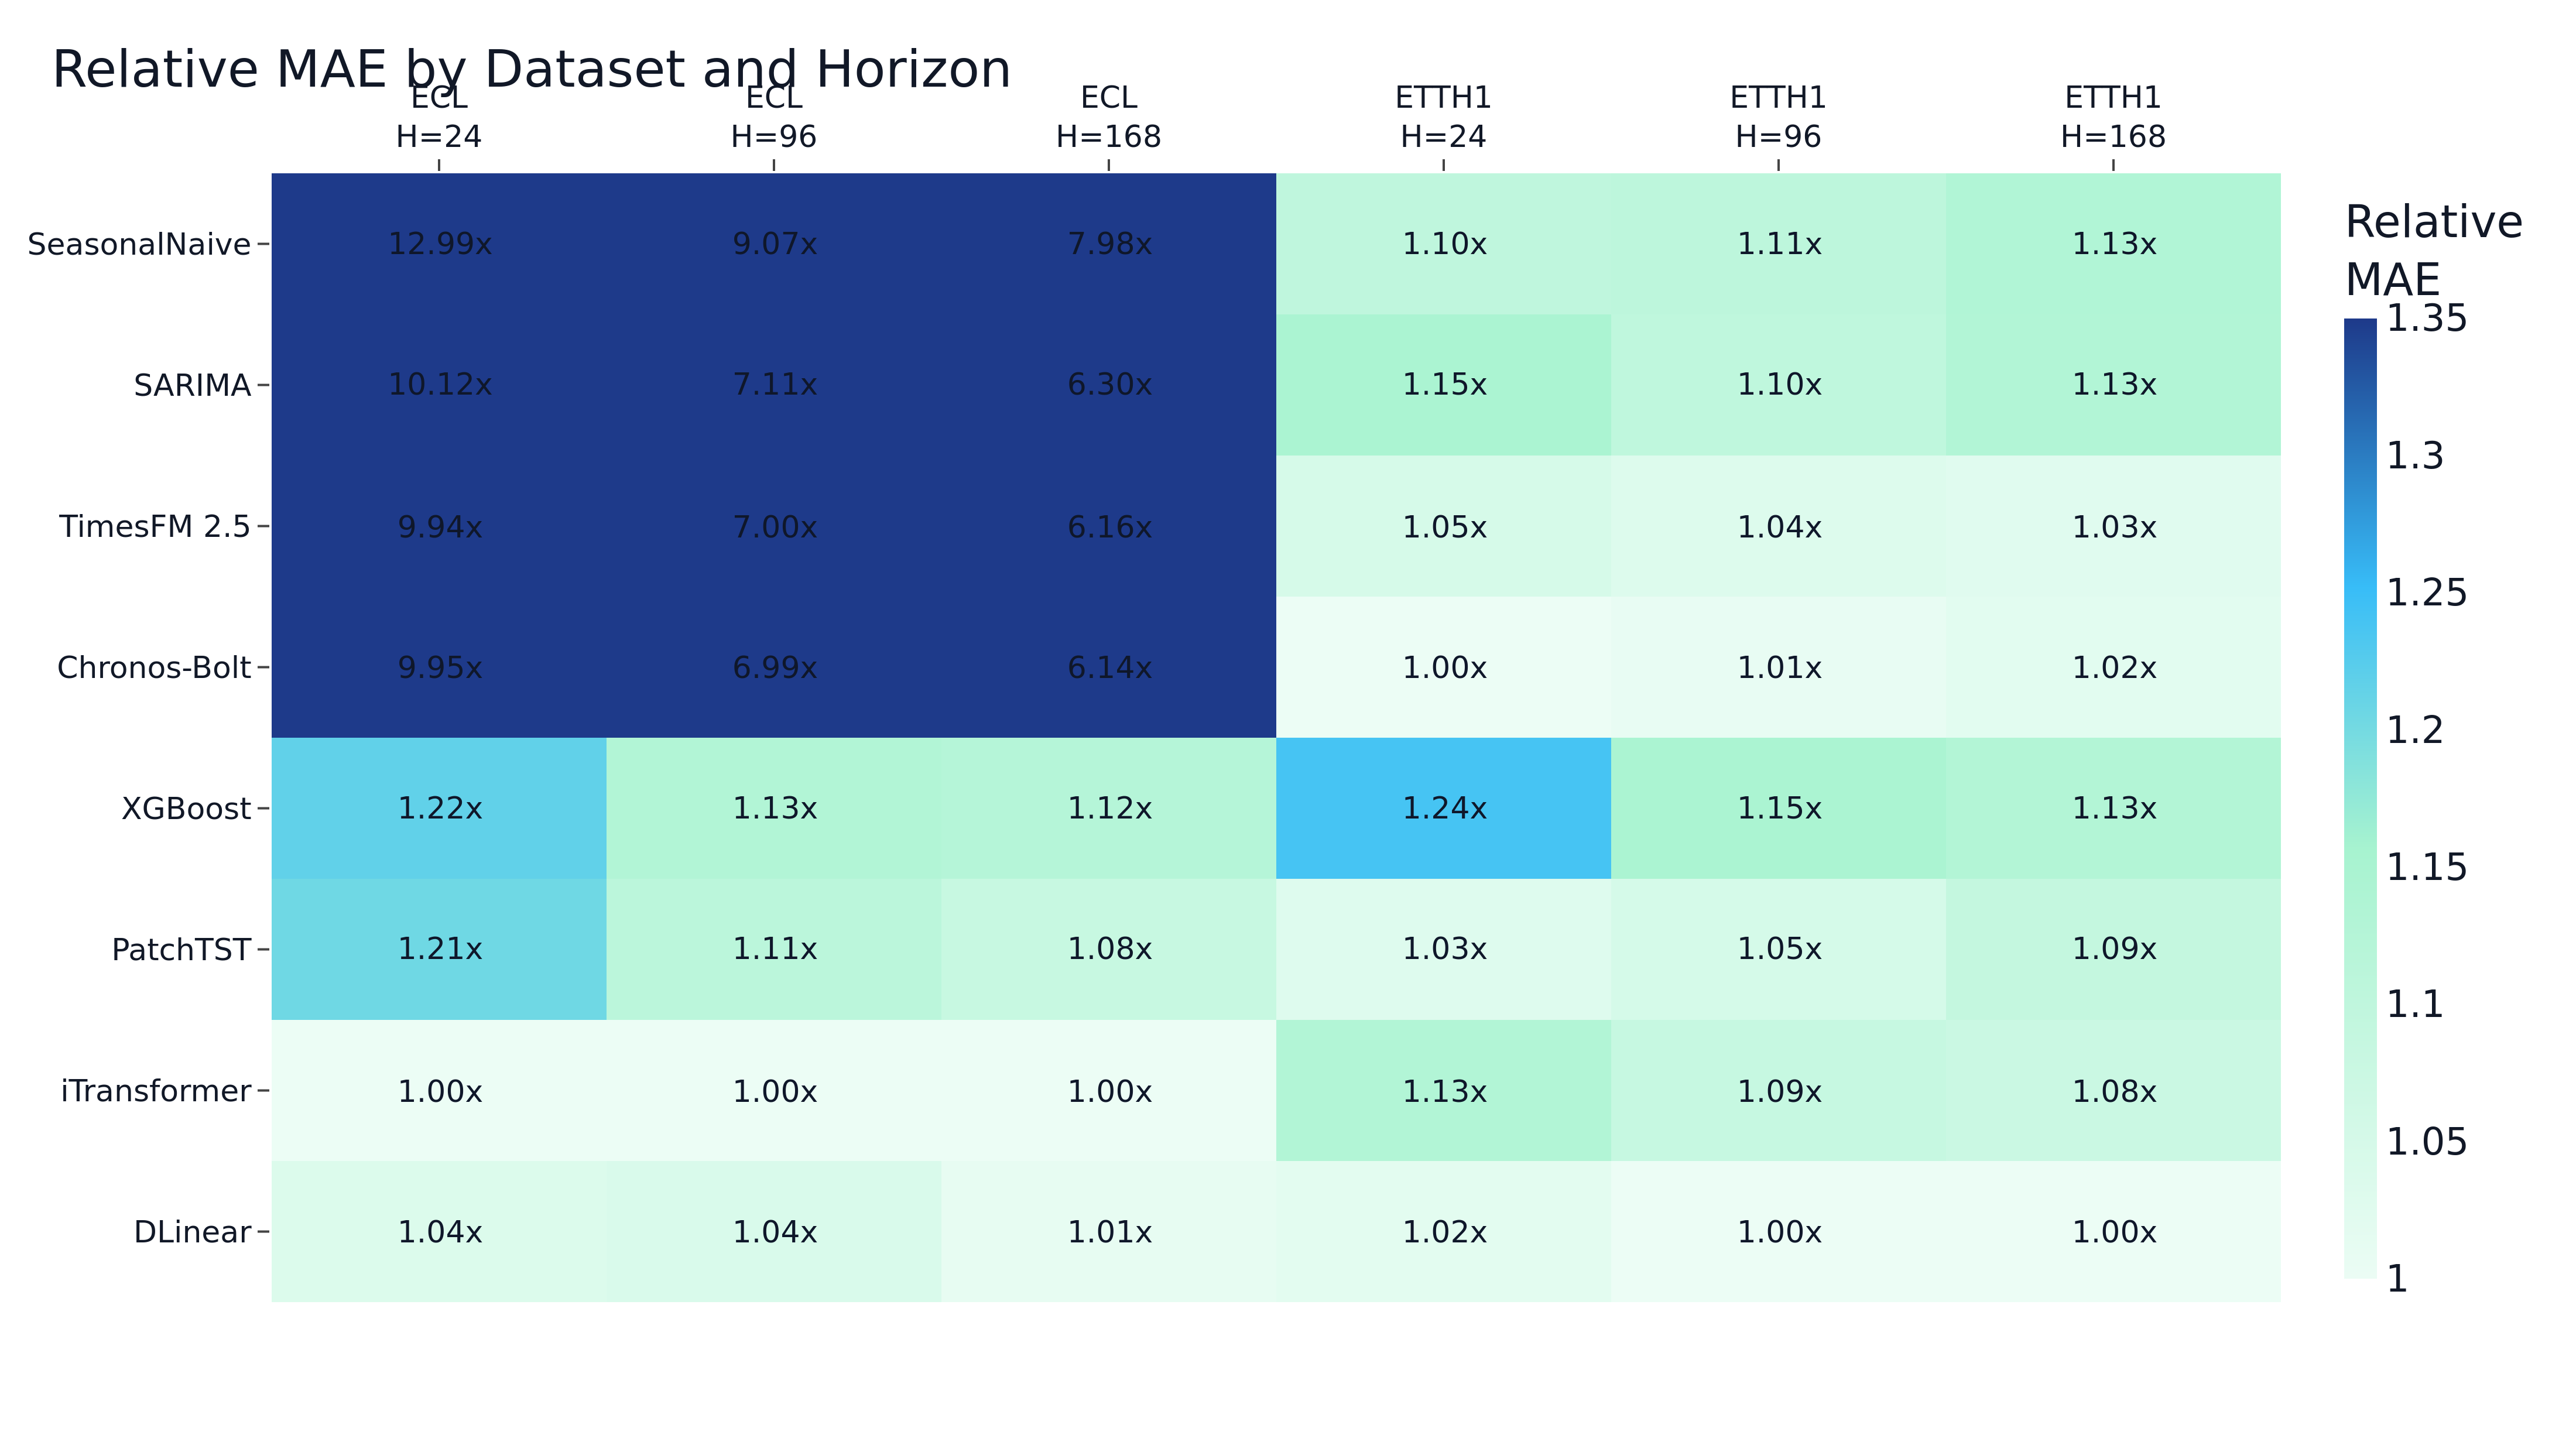 Relative MAE by Dataset and Horizon
ECL ECL ECL ETTH1 ETTH1 ETTH1
H=24 H=96 H=168 H=24 H=96 H=168
SeasonalNaive 12.99x 9.07x 7.98x 1.10x 1.11x 1.13x
SARIMA 10.12x 7.11x 6.30x 1.15x 1.10x 1.13x
TimesFM 2.5 9.94x 7.00x 6.16x 1.05x 1.04x 1.03x
Chronos-Bolt 9.95x 6.99x 6.14x 1.00x 1.01x 1.02x
XGBoost 1.22x 1.13x 1.12x 1.24x 1.15x 1.13x
PatchTST 1.21x 1.11x 1.08x 1.03x 1.05x 1.09x
iTransformer 1.00x 1.00x 1.00x 1.13x 1.09x 1.08x
DLinear 1.04x 1.04x 1.01x 1.02x 1.00x 1.00x
Relative
MAE
1.35
1.3
1.25
1.2
1.15
1.1
1.05
1